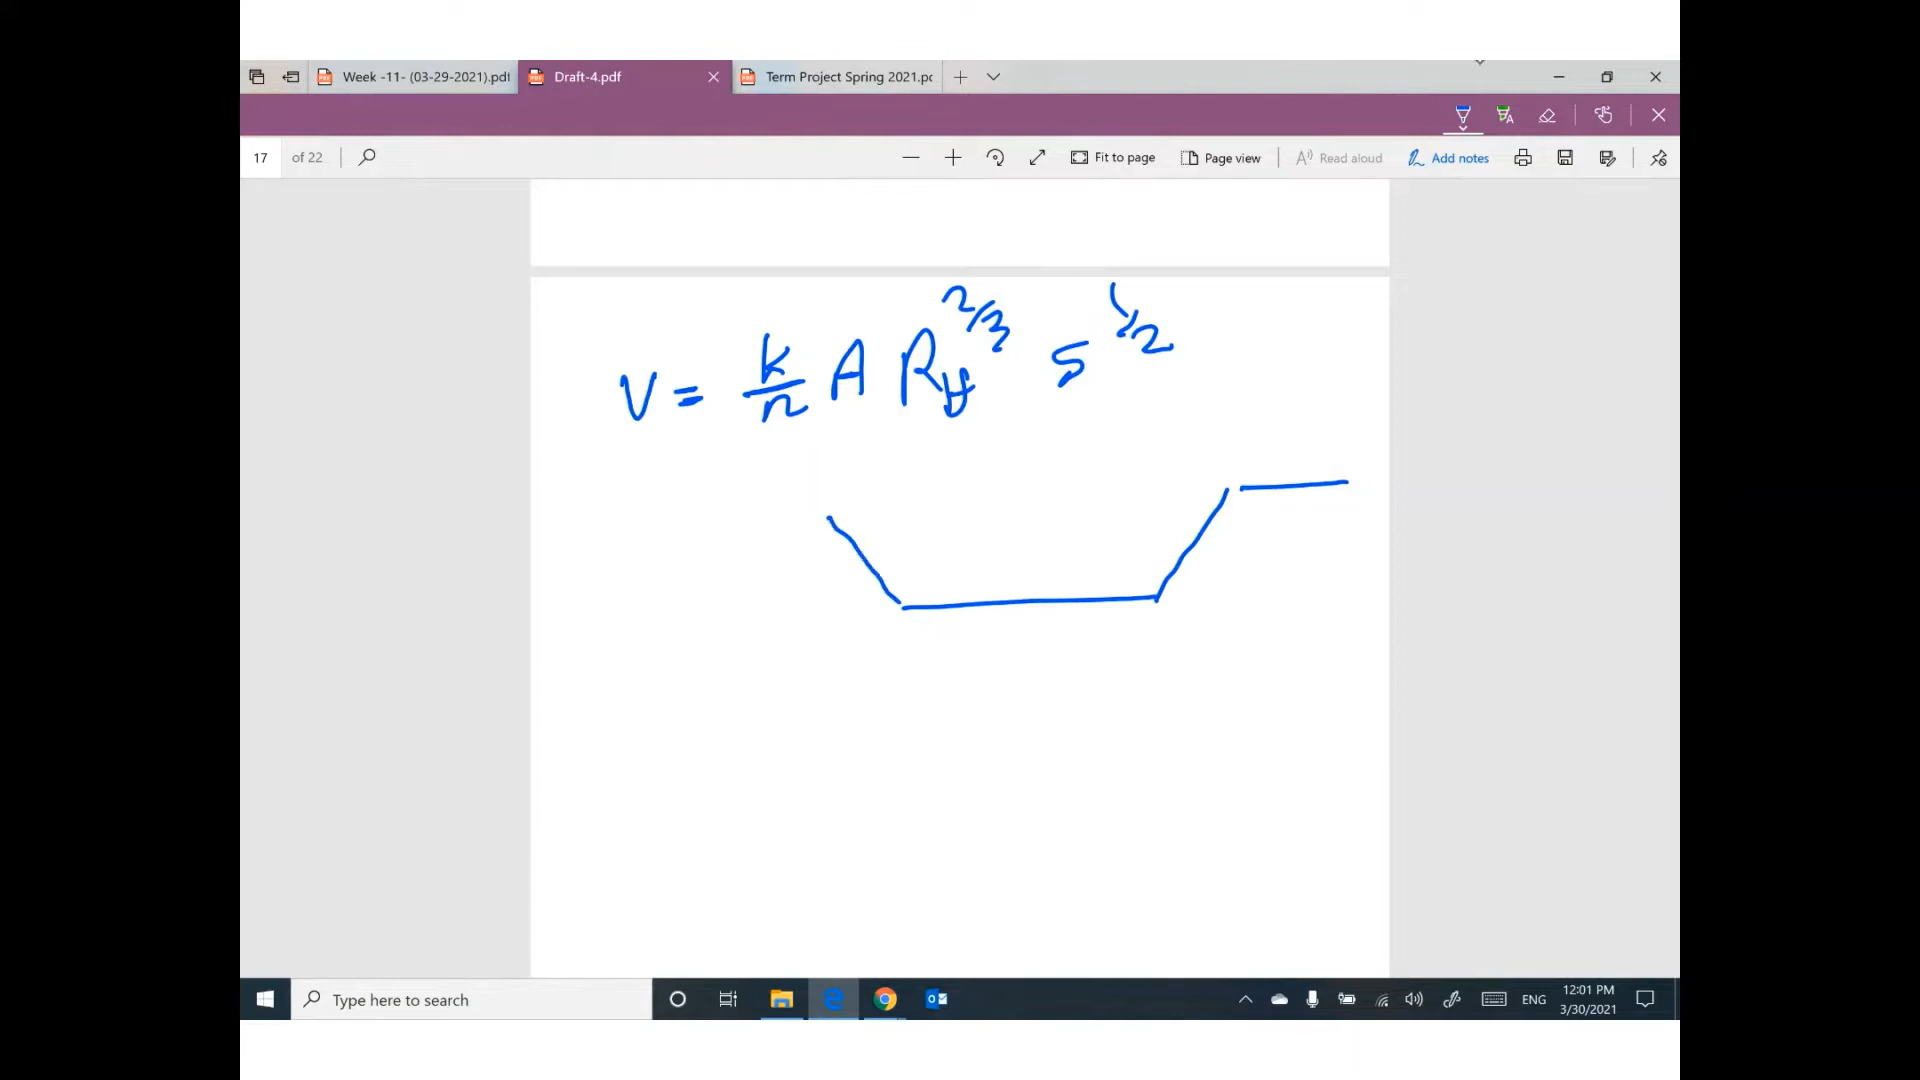 Week -11- (03-29-2021).pdf
Draft-4.pdf
Term Project Spring 2021.pc
17 of 22
Fit to page
Page view
Read aloud
Add notes
V = k/n A R_H^2/3 S^1/2
Type here to search
ENG
12:01 PM
3/30/2021